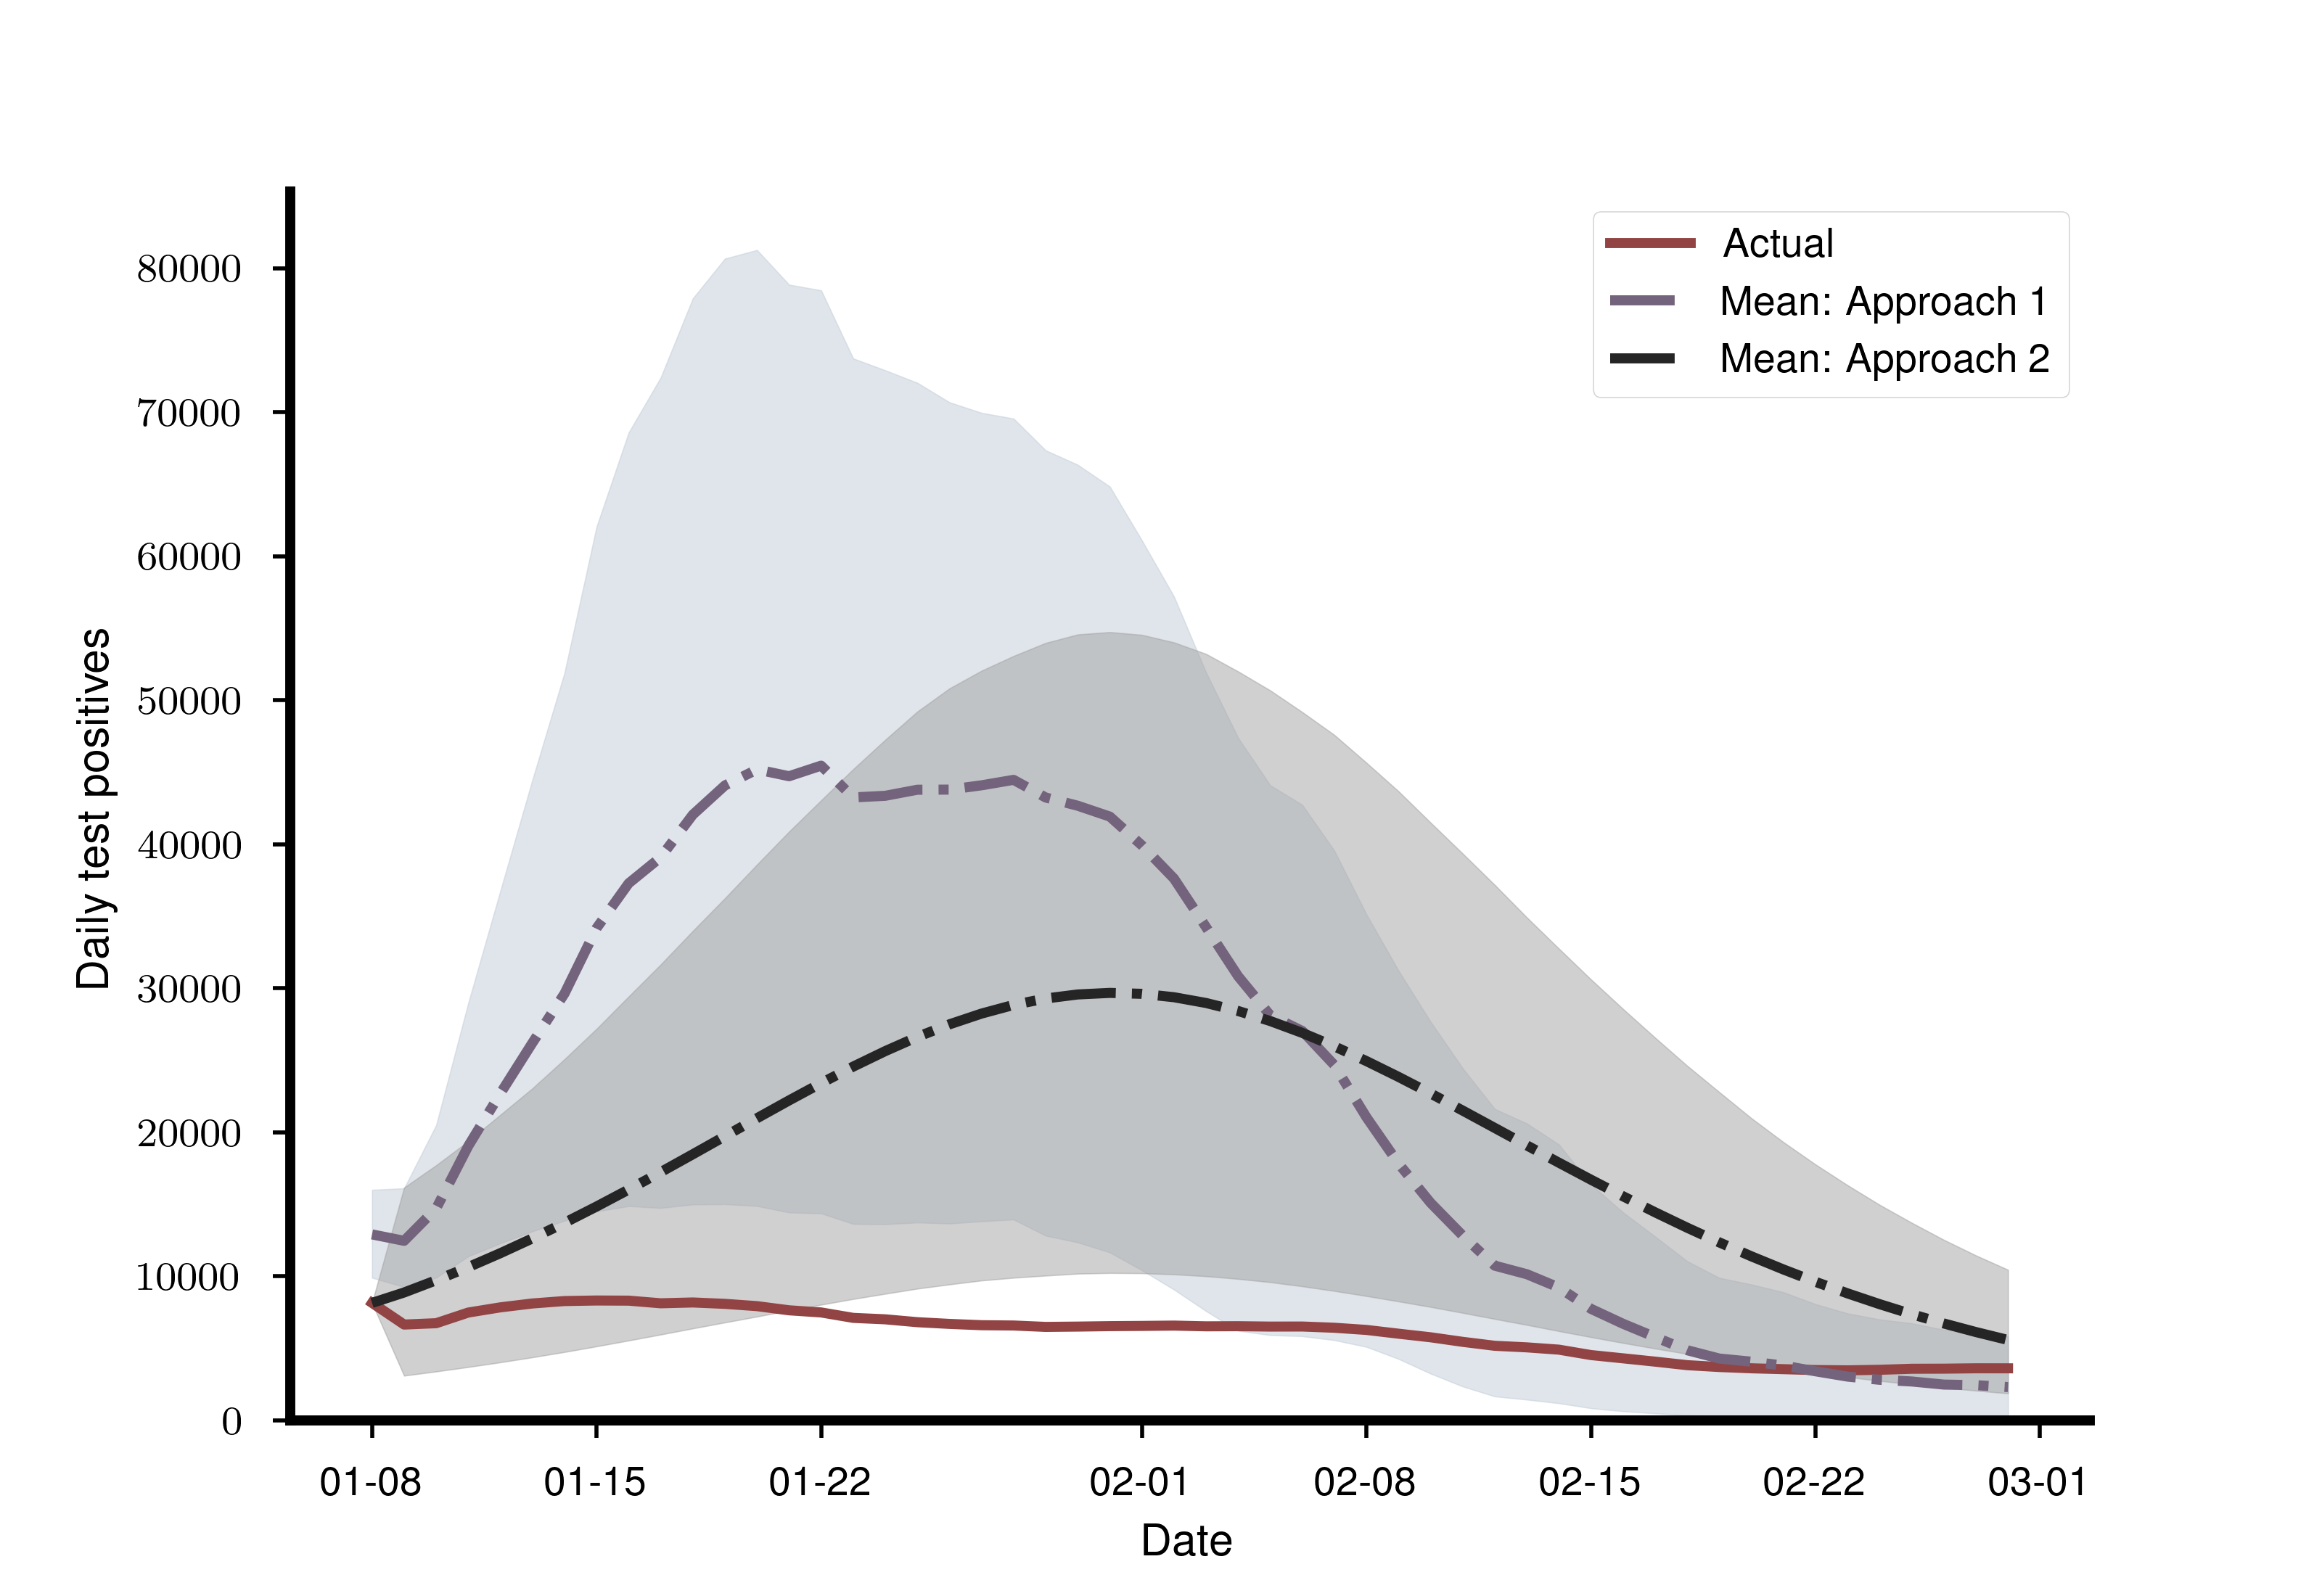 Actual
Mean: Approach 1
Mean: Approach 2
80000
70000
60000
50000
40000
30000
20000
10000
0
Daily test positives
01-08 01-15 01-22 02-01 02-08 02-15 02-22 03-01
Date